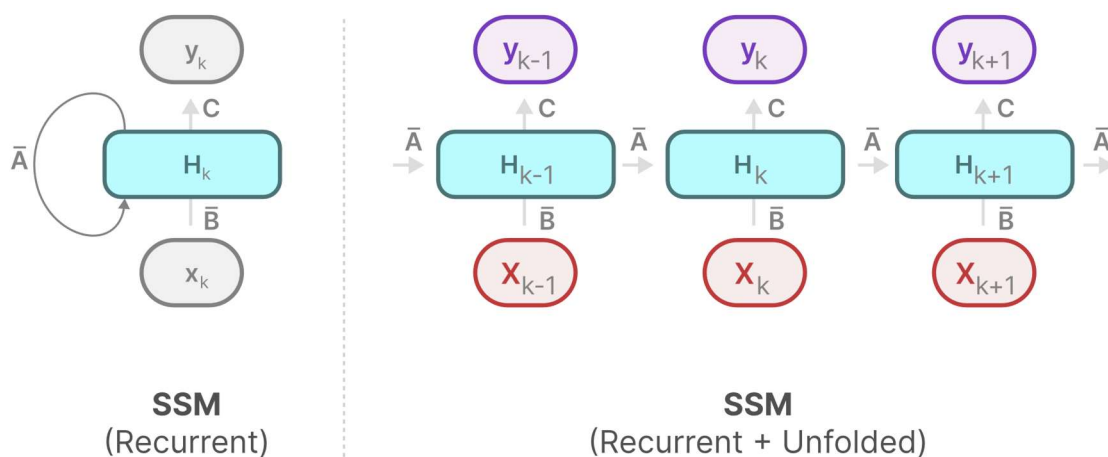 yₖ
C
Ā
Hₖ
B̄
xₖ
SSM
(Recurrent)
yₖ₋₁ yₖ yₖ₊₁
C C C
Ā Ā Ā Ā
Hₖ₋₁ Hₖ Hₖ₊₁
B̄ B̄ B̄
Xₖ₋₁ Xₖ Xₖ₊₁
SSM
(Recurrent + Unfolded)